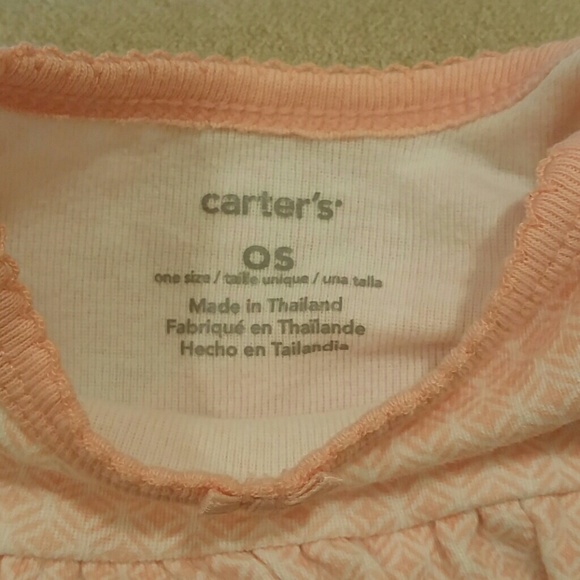 carter's®
OS
one size / taille unique / una talla
Made in Thailand
Fabriqué en Thaïlande
Hecho en Tailandia